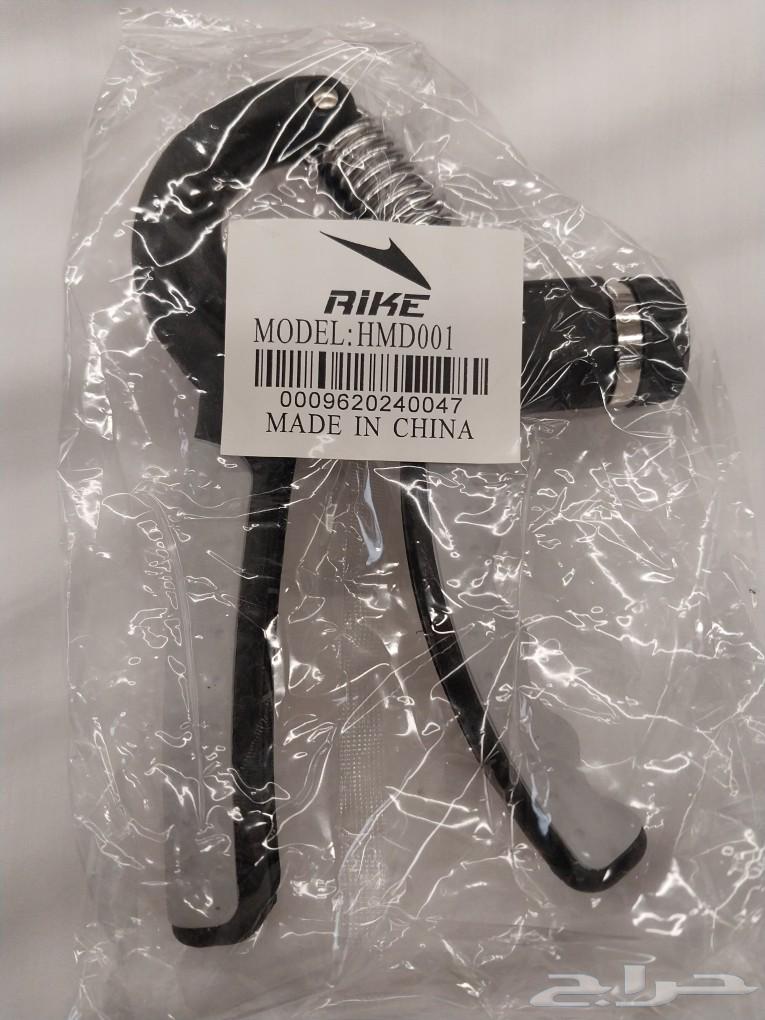 RIKE
MODEL:HMD001
0009620240047
MADE IN CHINA
حراج